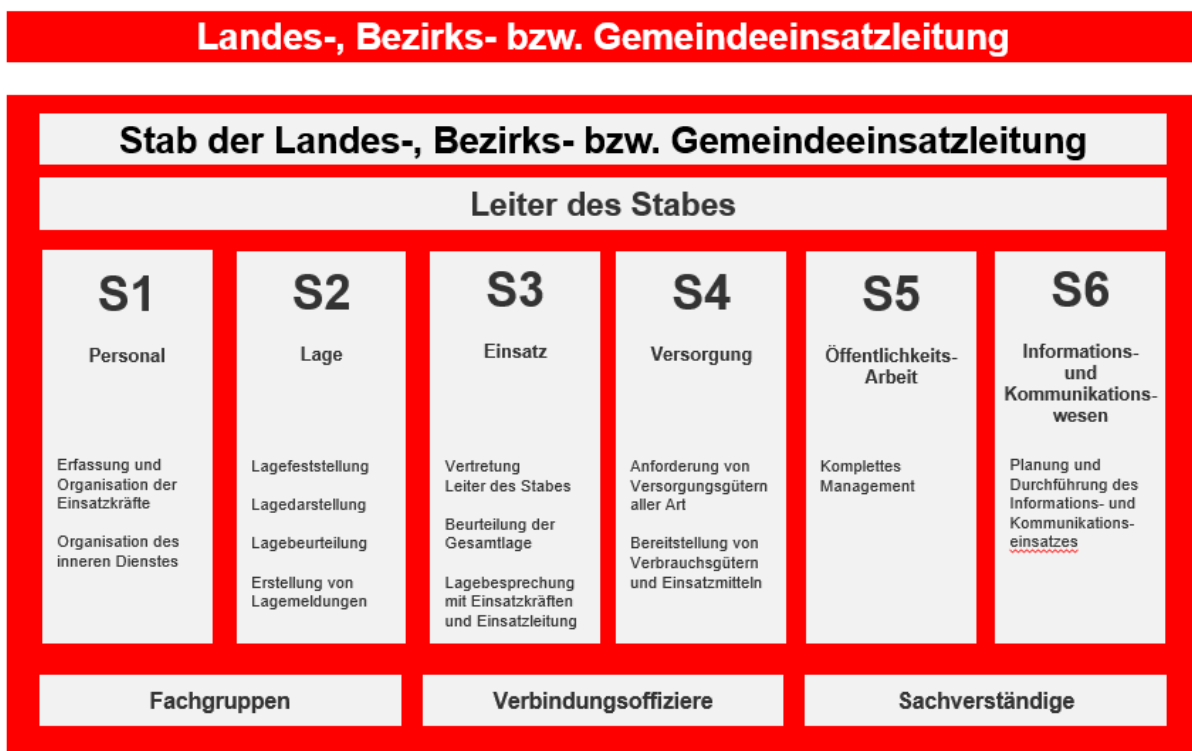 Landes-, Bezirks- bzw. Gemeindeeinsatzleitung
Stab der Landes-, Bezirks- bzw. Gemeindeeinsatzleitung
Leiter des Stabes
S1
Personal
Erfassung und
Organisation der
Einsatzkräfte
Organisation des
inneren Dienstes
S2
Lage
Lagefeststellung
Lagedarstellung
Lagebeurteilung
Erstellung von
Lagemeldungen
S3
Einsatz
Vertretung
Leiter des Stabes
Beurteilung der
Gesamtlage
Lagebesprechung
mit Einsatzkräften
und Einsatzleitung
S4
Versorgung
Anforderung von
Versorgungsgütern
aller Art
Bereitstellung von
Verbrauchsgütern
und Einsatzmitteln
S5
Öffentlichkeits-
Arbeit
Komplettes
Management
S6
Informations-
und
Kommunikations-
wesen
Planung und
Durchführung des
Informations- und
Kommunikations-
einsatzes
Fachgruppen
Verbindungsoffiziere
Sachverständige